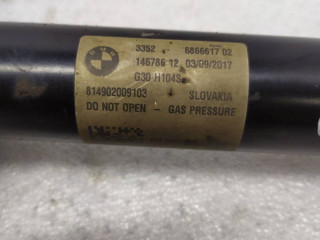 3352 6866617 02
146786 12 03/09/2017
G30 H104S
814902009103 SLOVAKIA
DO NOT OPEN - GAS PRESSURE